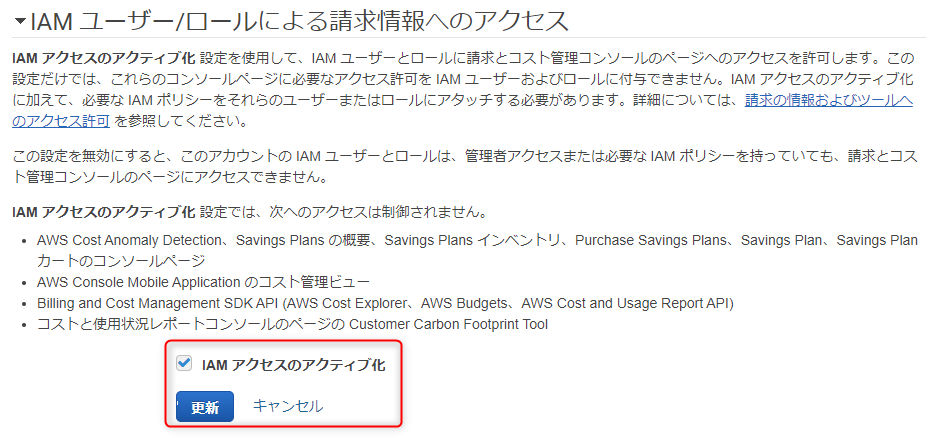 IAM ユーザー/ロールによる請求情報へのアクセス
IAM アクセスのアクティブ化 設定を使用して、IAM ユーザーとロールに請求とコスト管理コンソールのページへのアクセスを許可します。この
設定だけでは、これらのコンソールページに必要なアクセス許可を IAM ユーザーおよびロールに付与できません。IAM アクセスのアクティブ化
に加えて、必要な IAM ポリシーをそれらのユーザーまたはロールにアタッチする必要があります。詳細については、請求の情報およびツールへ
のアクセス許可 を参照してください。
この設定を無効にすると、このアカウントの IAM ユーザーとロールは、管理者アクセスまたは必要な IAM ポリシーを持っていても、請求とコス
ト管理コンソールのページにアクセスできません。
IAM アクセスのアクティブ化 設定では、次へのアクセスは制御されません。
• AWS Cost Anomaly Detection、Savings Plans の概要、Savings Plans インベントリ、Purchase Savings Plans、Savings Plan、Savings Plan
カートのコンソールページ
• AWS Console Mobile Application のコスト管理ビュー
• Billing and Cost Management SDK API (AWS Cost Explorer、AWS Budgets、AWS Cost and Usage Report API)
• コストと使用状況レポートコンソールのページの Customer Carbon Footprint Tool
IAM アクセスのアクティブ化
更新 キャンセル